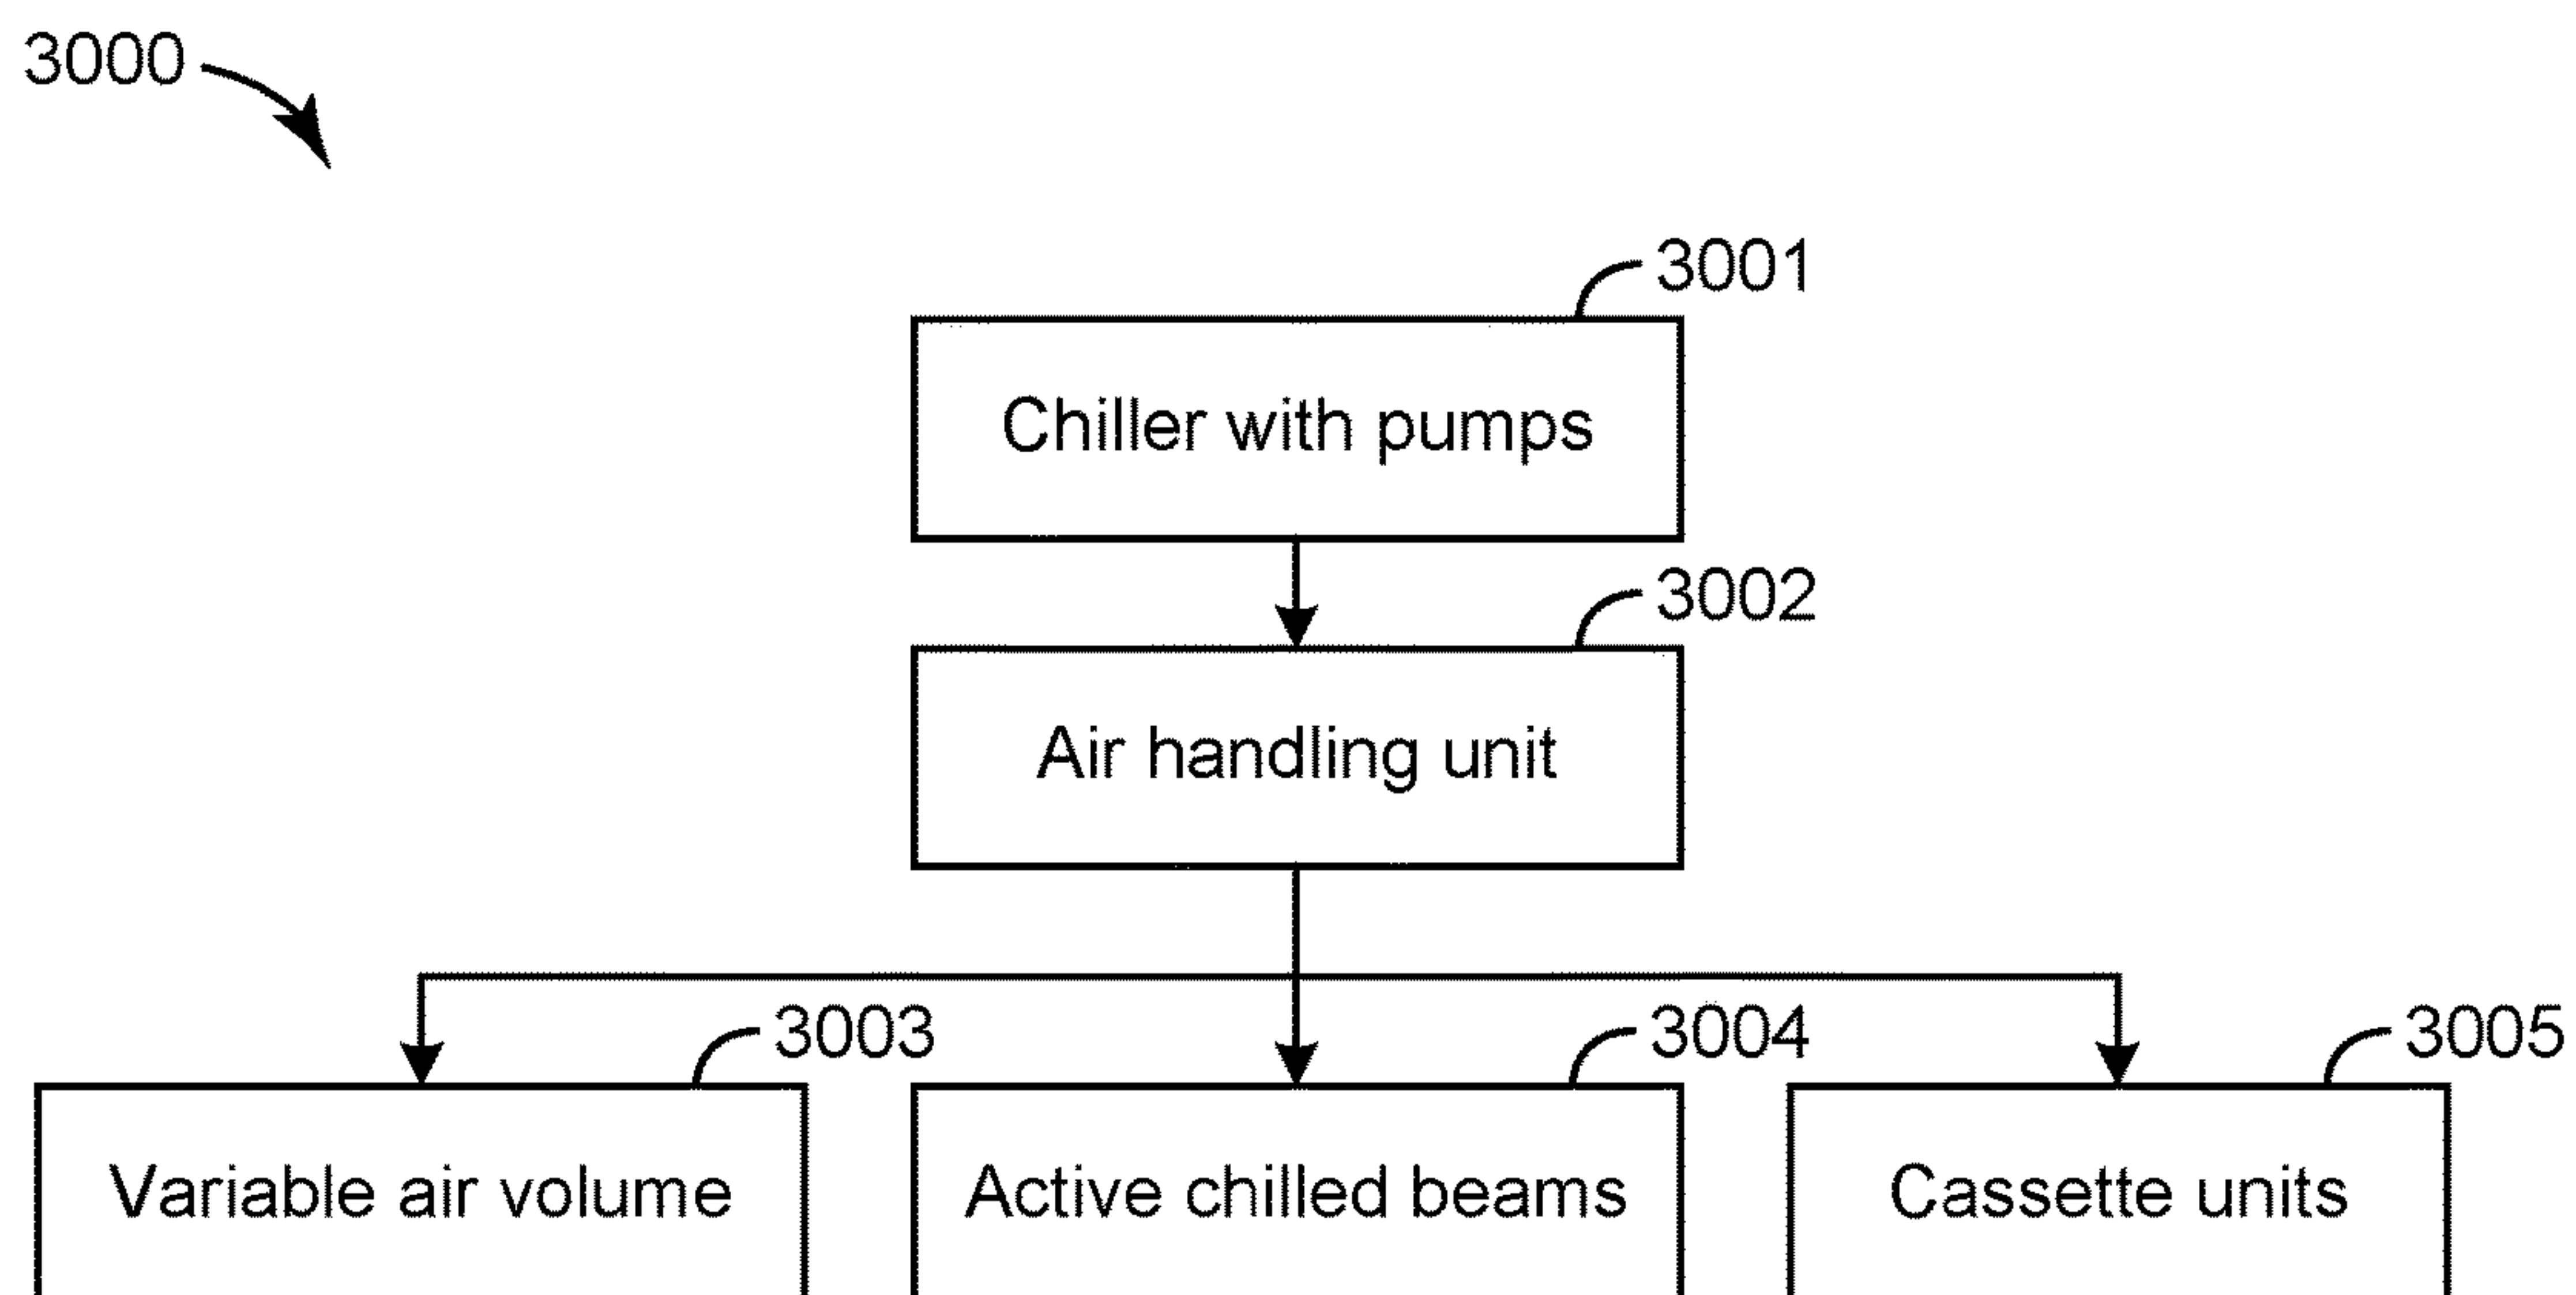 3000
3001
Chiller with pumps
3002
Air handling unit
3003
3004
3005
Variable air volume
Active chilled beams
Cassette units